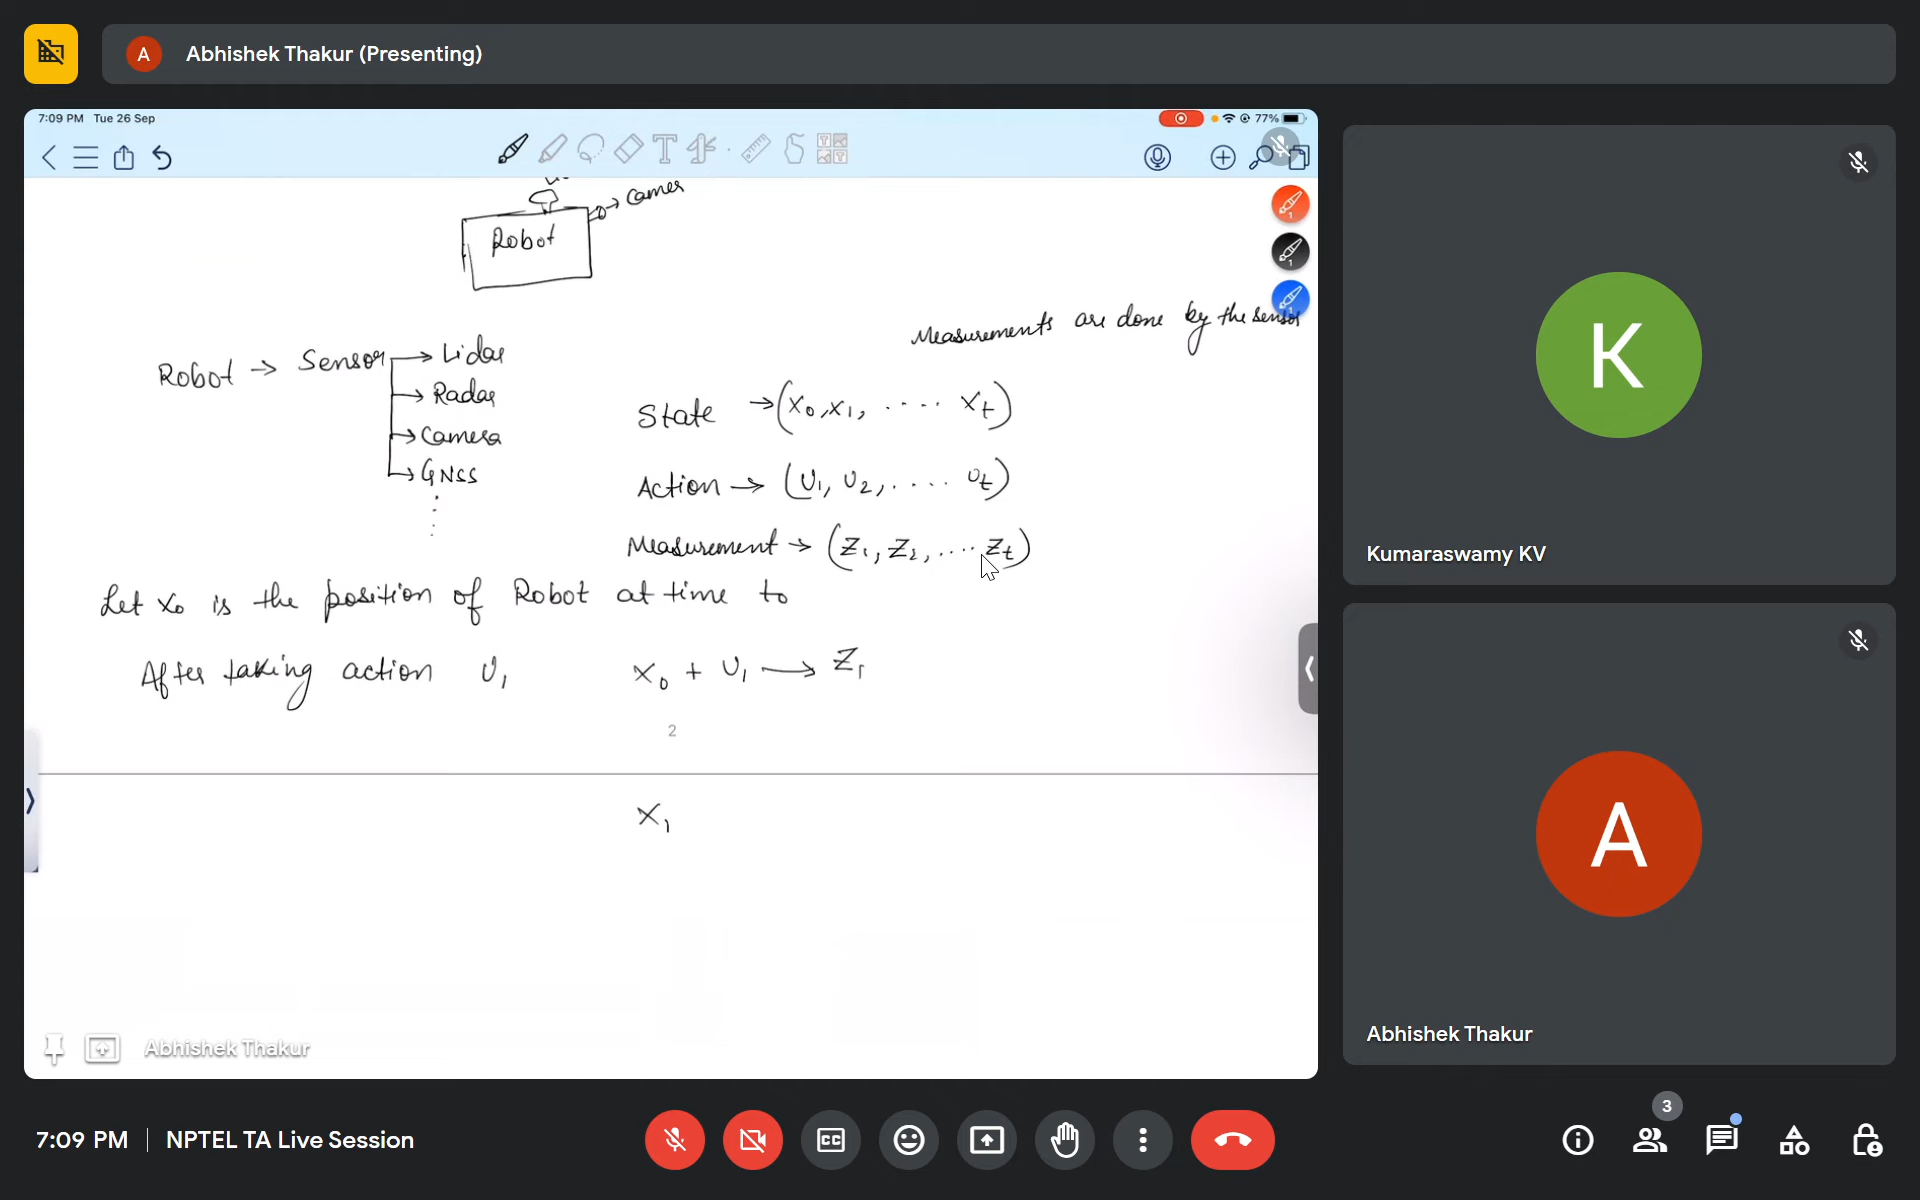 Abhishek Thakur (Presenting)
A
7:09 PM Tue 26 Sep
77%
camer
Robot
Measurements are done by the sensor
Robot → Sensor → Lidar
→ Radar
→ Camera
→ GNSS
State → (x0, x1, ..... xt)
Action → (U1, U2, ..... Ut)
Measurement → (Z1, Z2, .... Zt)
Let x0 is the position of Robot at time to
After taking action U1 x0 + U1 → Z1
2
x1
Abhishek Thakur
K
Kumaraswamy KV
A
Abhishek Thakur
7:09 PM | NPTEL TA Live Session
CC
3